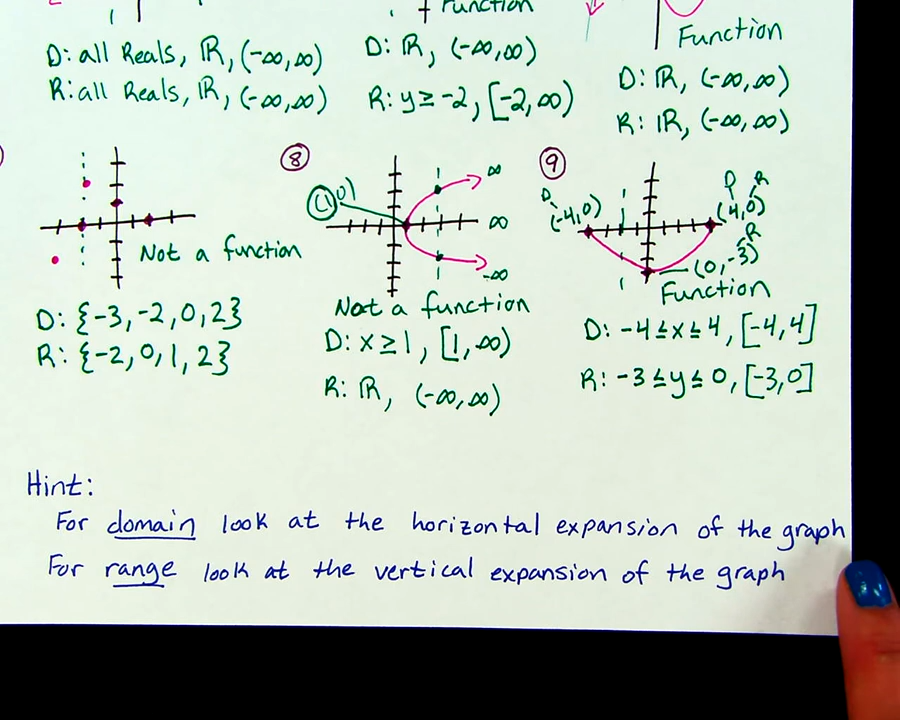 Function
Function
D: all Reals, ℝ, (-∞,∞)
R: all Reals, ℝ, (-∞,∞)
D: ℝ, (-∞,∞)
R: y ≥ -2, [-2,∞)
D: ℝ, (-∞,∞)
R: ℝ, (-∞,∞)
Not a function
D: {-3, -2, 0, 2}
R: {-2, 0, 1, 2}
8
(1,0)
∞
∞
-∞
Not a function
D: x ≥ 1, [1,∞)
R: ℝ, (-∞,∞)
9
D
(-4,0)
D R
(4,0)
R
(0,-3)
Function
D: -4 ≤ x ≤ 4, [-4,4]
R: -3 ≤ y ≤ 0, [-3,0]
Hint:
For domain look at the horizontal expansion of the graph
For range look at the vertical expansion of the graph